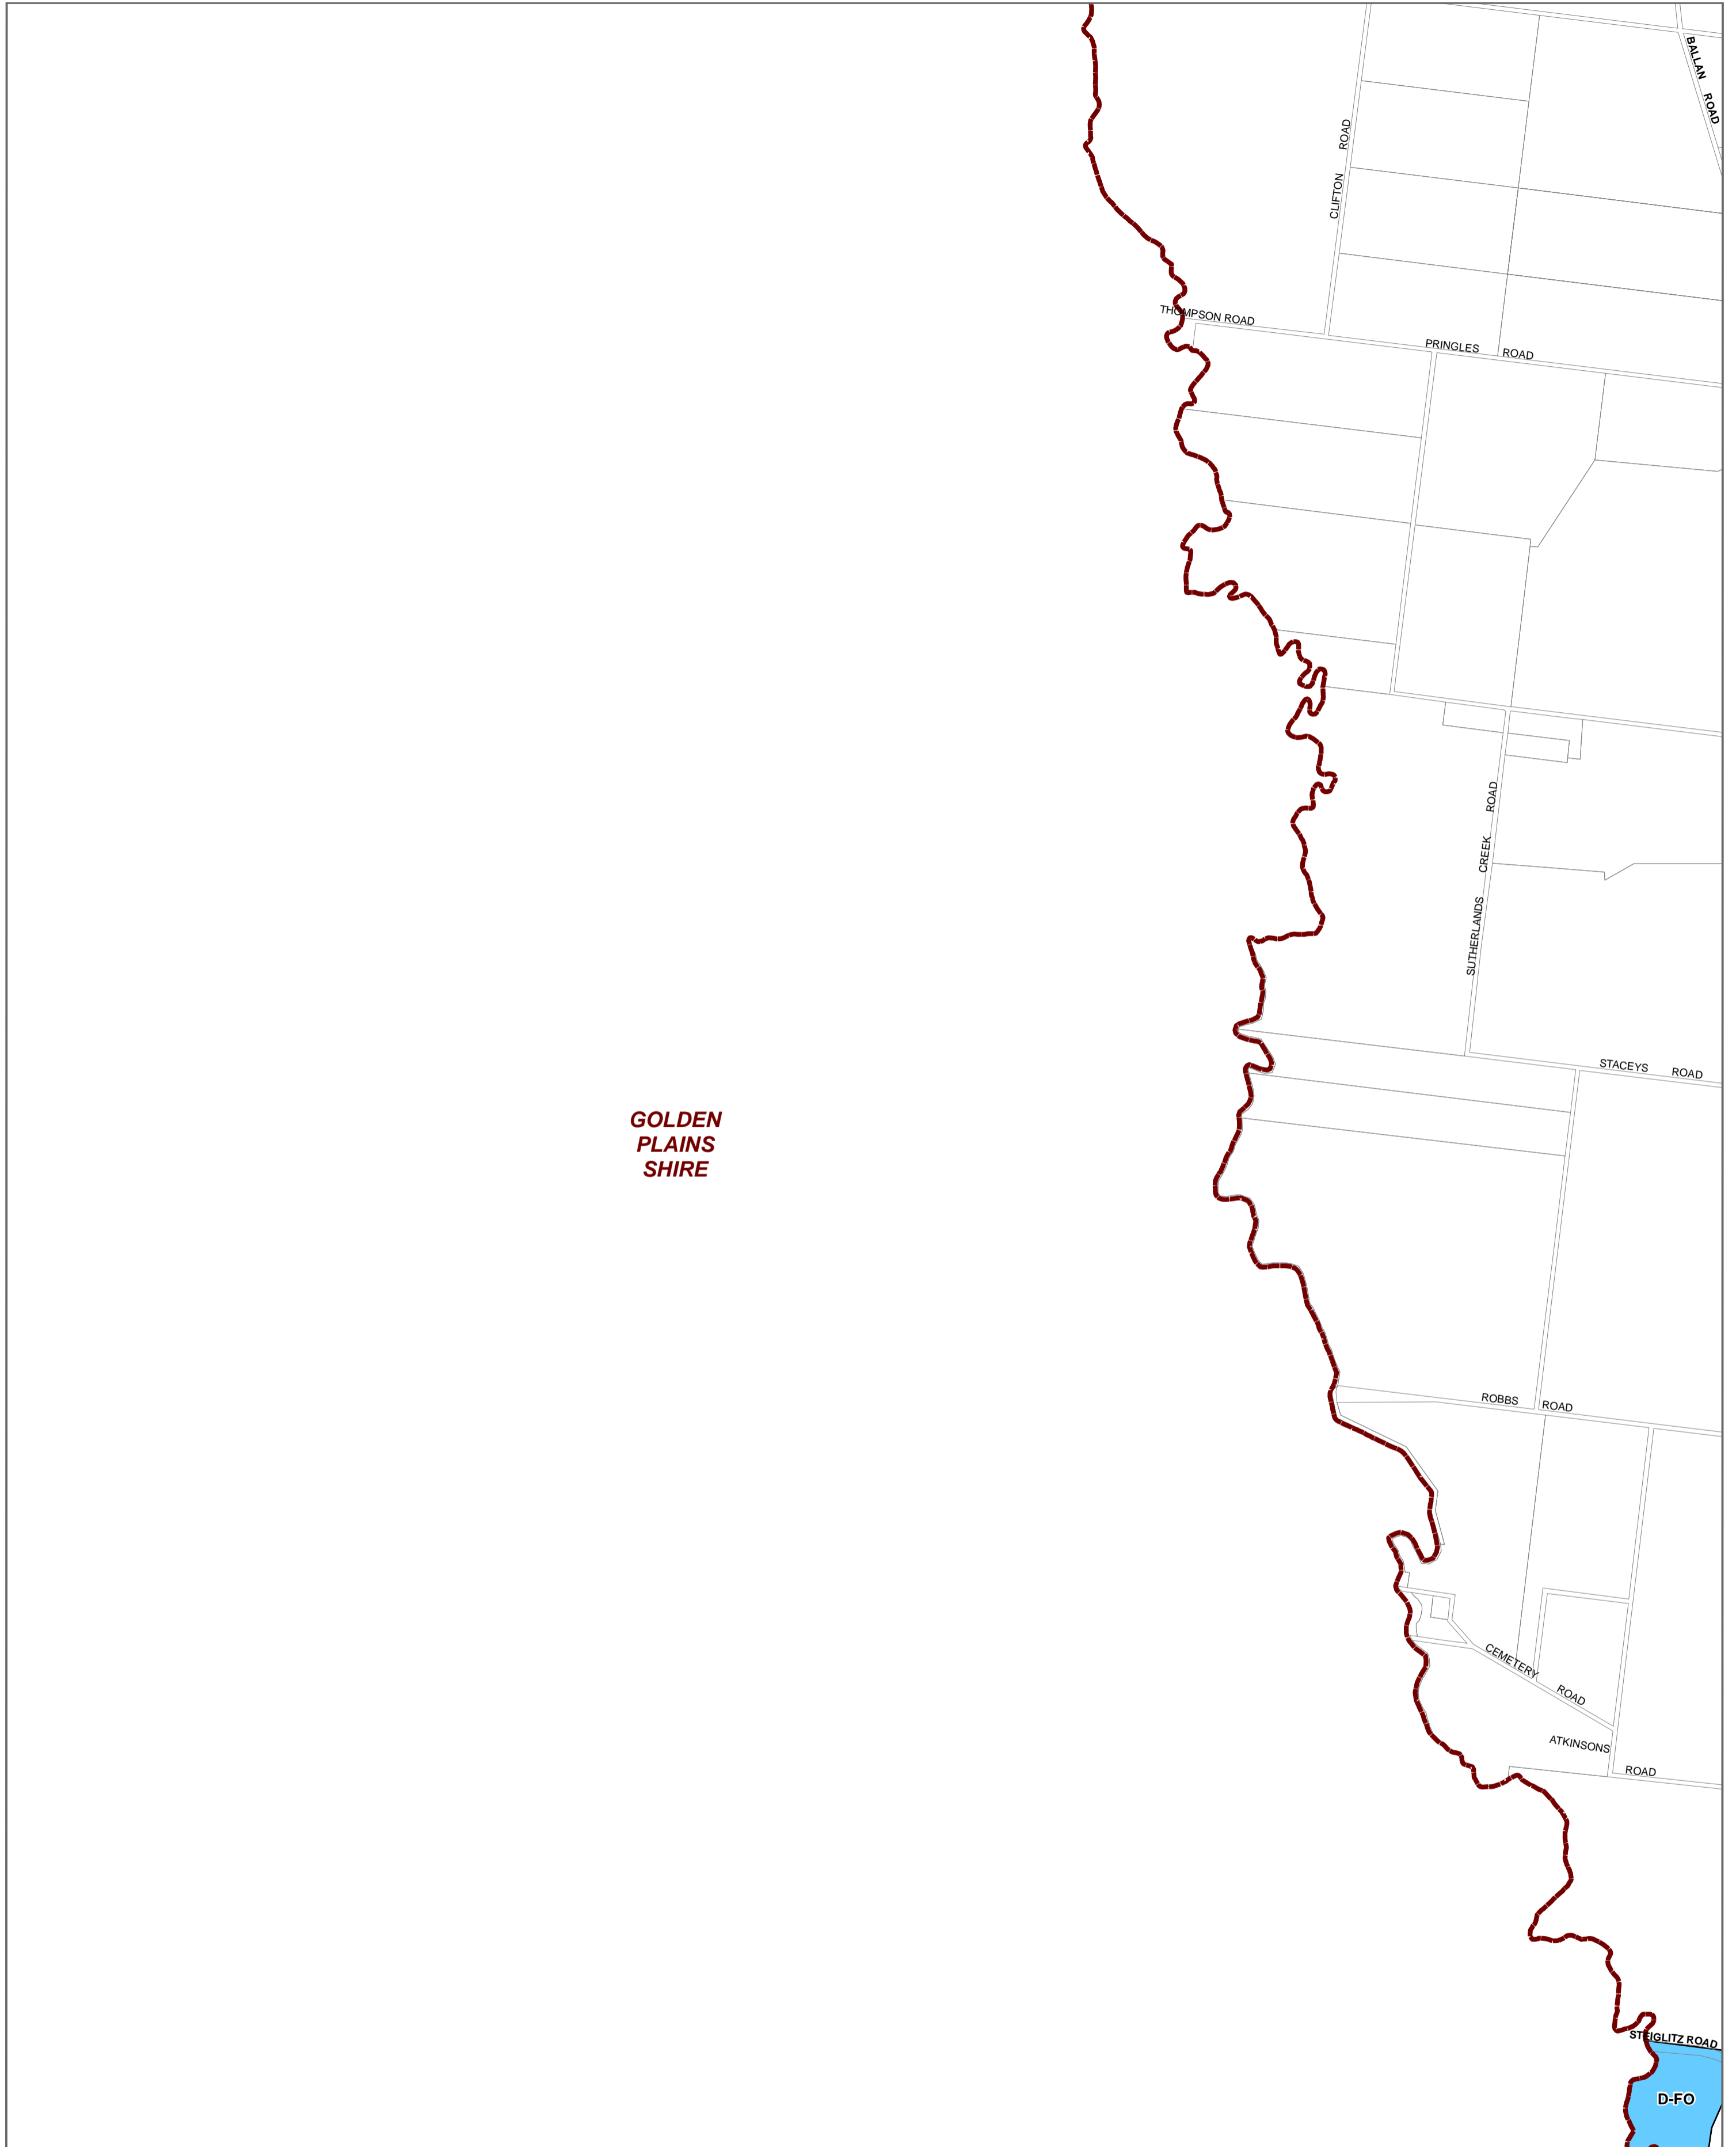 BALLAN ROAD
CLIFTON ROAD
THOMPSON ROAD
PRINGLES ROAD
SUTHERLANDS CREEK ROAD
STACEYS ROAD
GOLDEN
PLAINS
SHIRE
ROBBS ROAD
CEMETERY ROAD
ATKINSONS ROAD
STEIGLITZ ROAD
D-FO